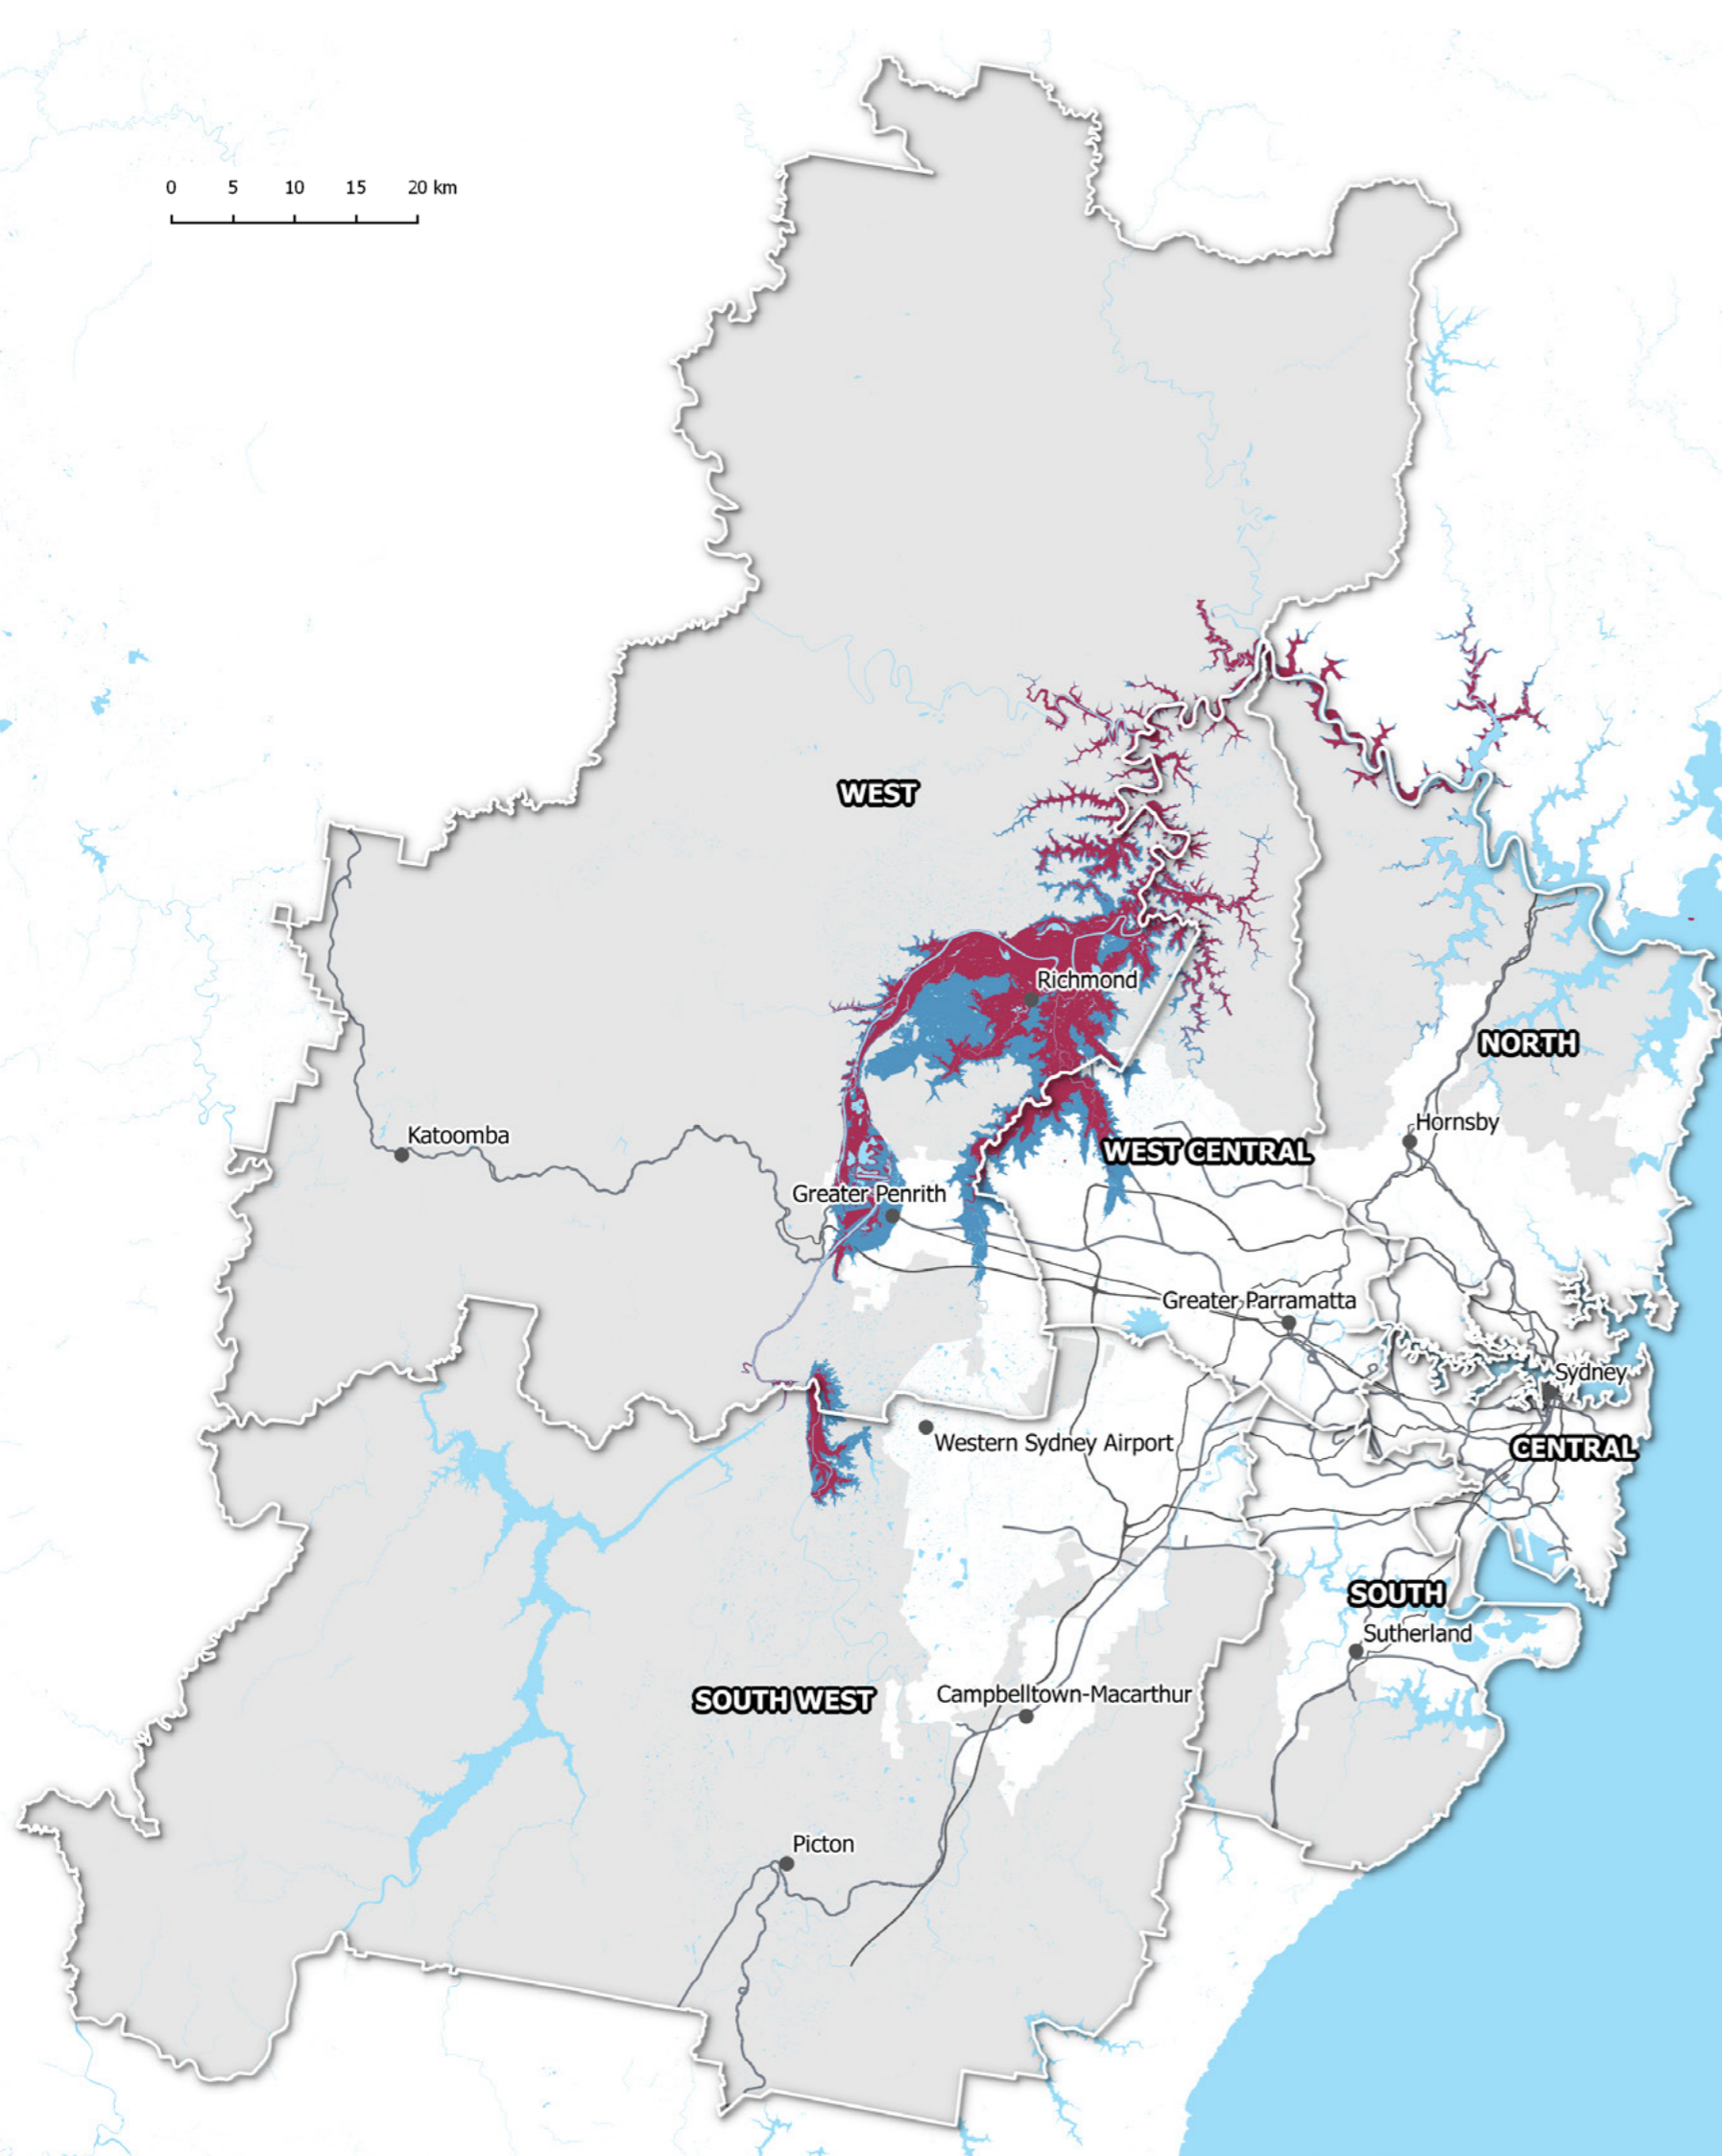 0 5 10 15 20 km
WEST
Richmond
NORTH
Hornsby
Katoomba
WEST CENTRAL
Greater Penrith
Greater Parramatta
Sydney
Western Sydney Airport
CENTRAL
SOUTH
Sutherland
SOUTH WEST
Campbelltown-Macarthur
Picton